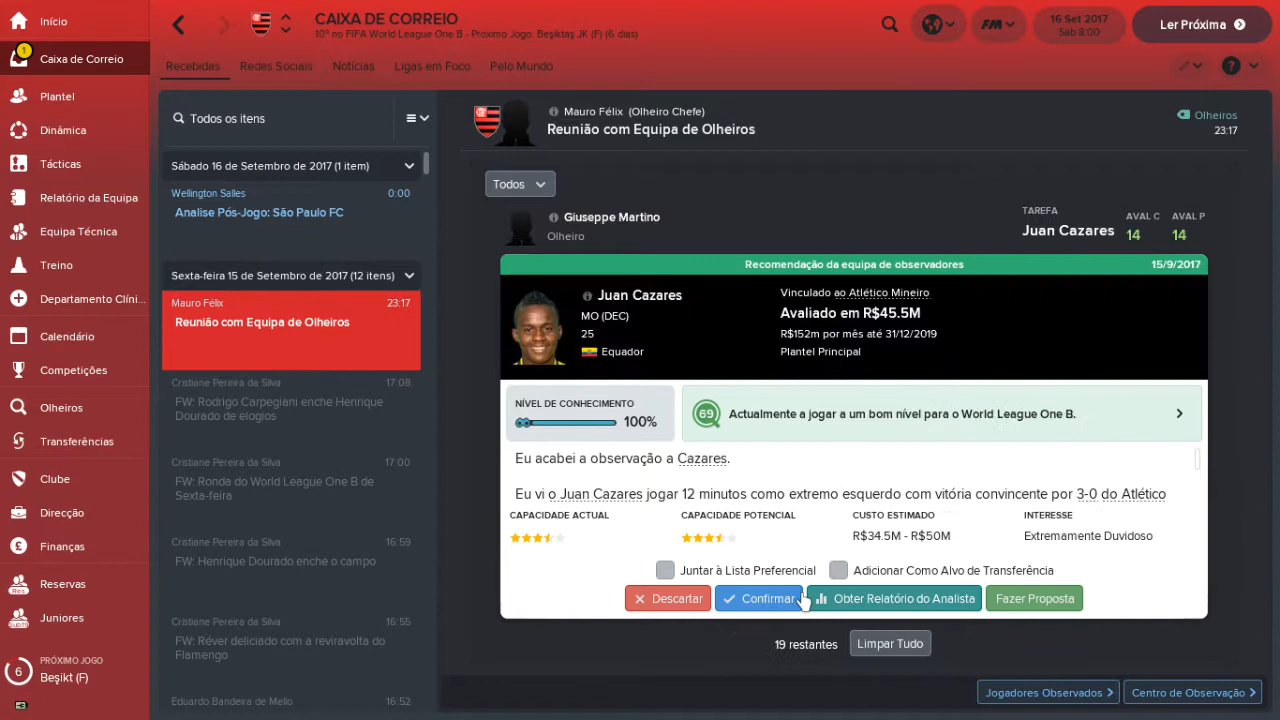 Início
Caixa de Correio
1
Plantel
Dinâmica
Tácticas
Relatório da Equipa
Equipa Técnica
Treino
Departamento Clíni...
Calendário
Competições
Olheiros
Transferências
Clube
Direcção
Finanças
Reservas
Juniores
PRÓXIMO JOGO
6
Beşikt (F)
CAIXA DE CORREIO
10º no FIFA World League One B - Proximo Jogo: Beşiktaş JK (F) (6 dias)
FM
16 Set 2017
Sab 8:00
Ler Próxima
Recebidas
Redes Sociais
Notícias
Ligas em Foco
Pelo Mundo
?
Todos os itens
Sábado 16 de Setembro de 2017 (1 item)
Wellington Salles 0:00
Analise Pós-Jogo: São Paulo FC
Sexta-feira 15 de Setembro de 2017 (12 itens)
Mauro Félix 23:17
Reunião com Equipa de Olheiros
Cristiane Pereira da Silva 17:08
FW: Rodrigo Carpegiani enche Henrique
Dourado de elogios
Cristiane Pereira da Silva 17:00
FW: Ronda do World League One B de
Sexta-feira
Cristiane Pereira da Silva 16:59
FW: Henrique Dourado enche o campo
Cristiane Pereira da Silva 16:55
FW: Réver deliciado com a reviravolta do
Flamengo
Eduardo Bandeira de Mello 16:52
Mauro Félix (Olheiro Chefe)
Reunião com Equipa de Olheiros
Olheiros
23:17
Todos
Giuseppe Martino
Olheiro
TAREFA
Juan Cazares
AVAL C
14
AVAL P
14
Recomendação da equipa de observadores 15/9/2017
Juan Cazares
MO (DEC)
25
Equador
Vinculado ao Atlético Mineiro
Avaliado em R$45.5M
R$152m por mês até 31/12/2019
Plantel Principal
NÍVEL DE CONHECIMENTO
100%
69
Actualmente a jogar a um bom nível para o World League One B.
Eu acabei a observação a Cazares.
Eu vi o Juan Cazares jogar 12 minutos como extremo esquerdo com vitória convincente por 3-0 do Atlético
CAPACIDADE ACTUAL
CAPACIDADE POTENCIAL
CUSTO ESTIMADO
R$34.5M - R$50M
INTERESSE
Extremamente Duvidoso
Juntar à Lista Preferencial
Adicionar Como Alvo de Transferência
Descartar
Confirmar
Obter Relatório do Analista
Fazer Proposta
19 restantes
Limpar Tudo
Jogadores Observados
Centro de Observação